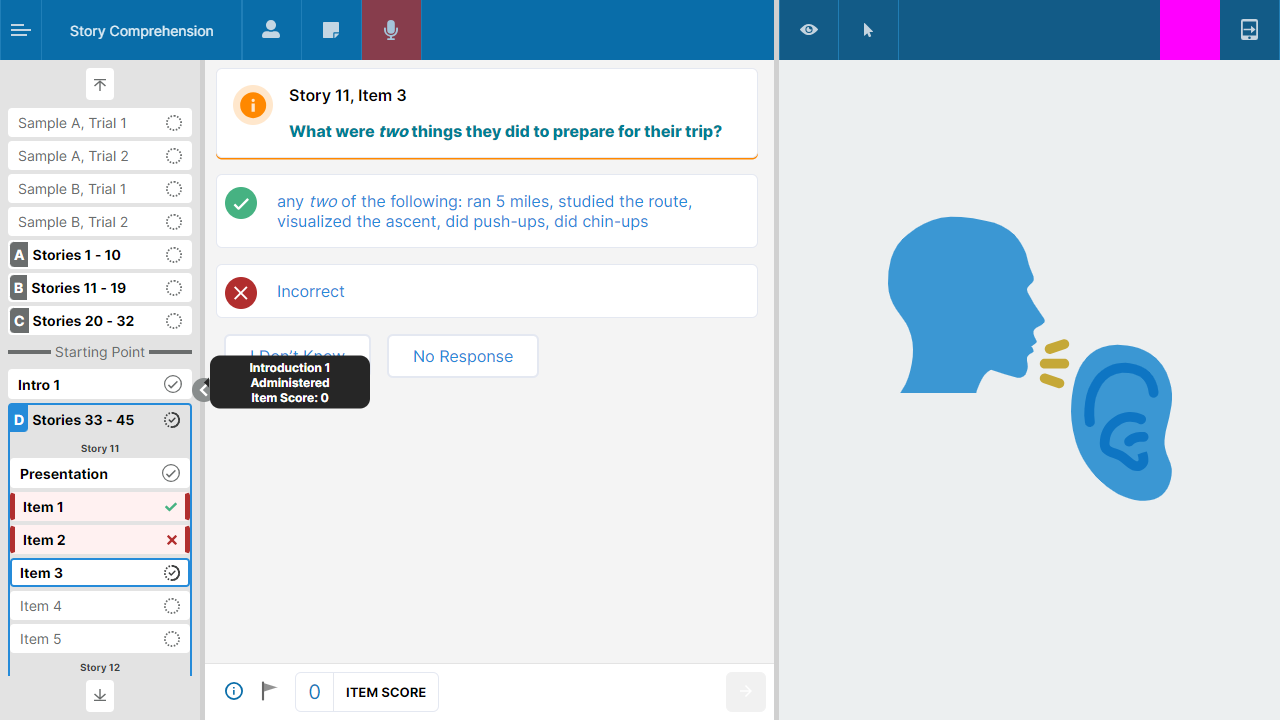 Story Comprehension
Sample A, Trial 1
Sample A, Trial 2
Sample B, Trial 1
Sample B, Trial 2
A Stories 1 - 10
B Stories 11 - 19
C Stories 20 - 32
Starting Point
Intro 1
D Stories 33 - 45
Story 11
Presentation
Item 1
Item 2
Item 3
Item 4
Item 5
Story 12
Story 11, Item 3
What were two things they did to prepare for their trip?
any two of the following: ran 5 miles, studied the route,
visualized the ascent, did push-ups, did chin-ups
Incorrect
I Don't Know
No Response
Introduction 1
Administered
Item Score: 0
0 ITEM SCORE